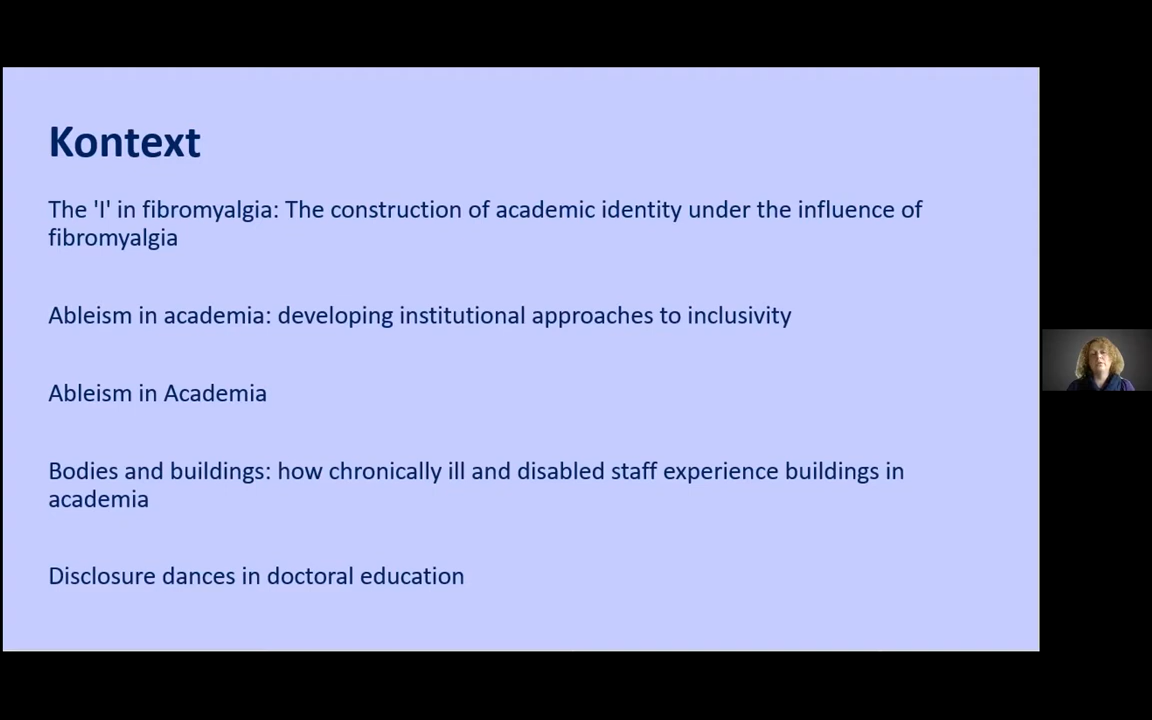 Kontext
The 'I' in fibromyalgia: The construction of academic identity under the influence of
fibromyalgia
Ableism in academia: developing institutional approaches to inclusivity
Ableism in Academia
Bodies and buildings: how chronically ill and disabled staff experience buildings in
academia
Disclosure dances in doctoral education